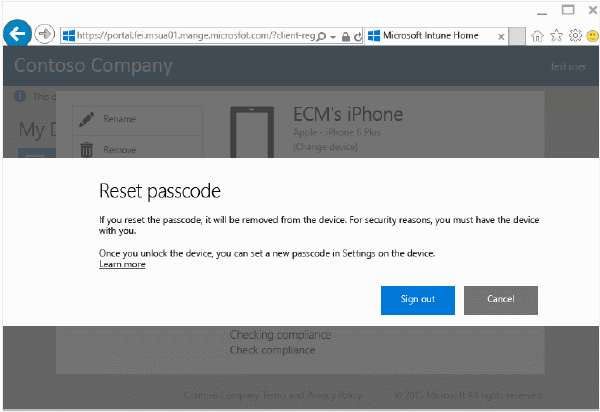 https://portal.fei.msua01.mange.microsfot.com/?client-reg
Microsoft Intune Home
Contoso Company
test user
This d
My D
Rename
Remove
ECM's iPhone
Apple - iPhone 6 Plus
(Change device)
Reset passcode
If you reset the passcode, it will be removed from the device. For security reasons, you must have the device
with you.
Once you unlock the device, you can set a new passcode in Settings on the device.
Learn more
Sign out
Cancel
Checking compliance
Check compliance
Contoso Company Terms and Privacy Policy
© 2015 Microsoft All rights reserved.